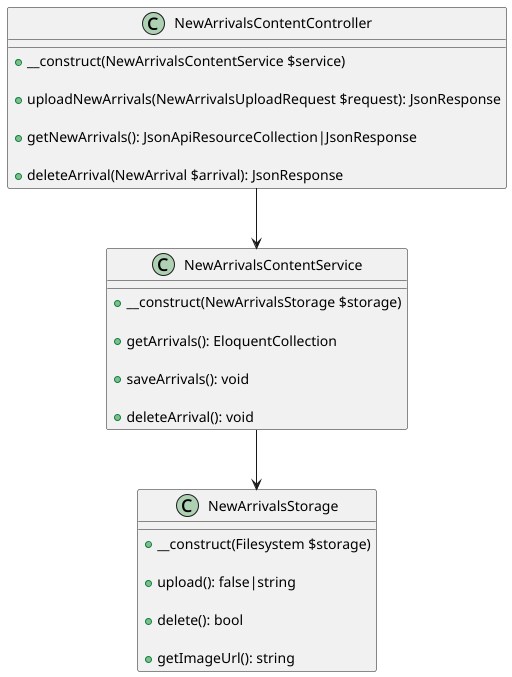 C NewArrivalsContentController
__construct(NewArrivalsContentService $service)
uploadNewArrivals(NewArrivalsUploadRequest $request): JsonResponse
getNewArrivals(): JsonApiResourceCollection|JsonResponse
deleteArrival(NewArrival $arrival): JsonResponse
C NewArrivalsContentService
__construct(NewArrivalsStorage $storage)
getArrivals(): EloquentCollection
saveArrivals(): void
deleteArrival(): void
C NewArrivalsStorage
__construct(Filesystem $storage)
upload(): false|string
delete(): bool
getImageUrl(): string